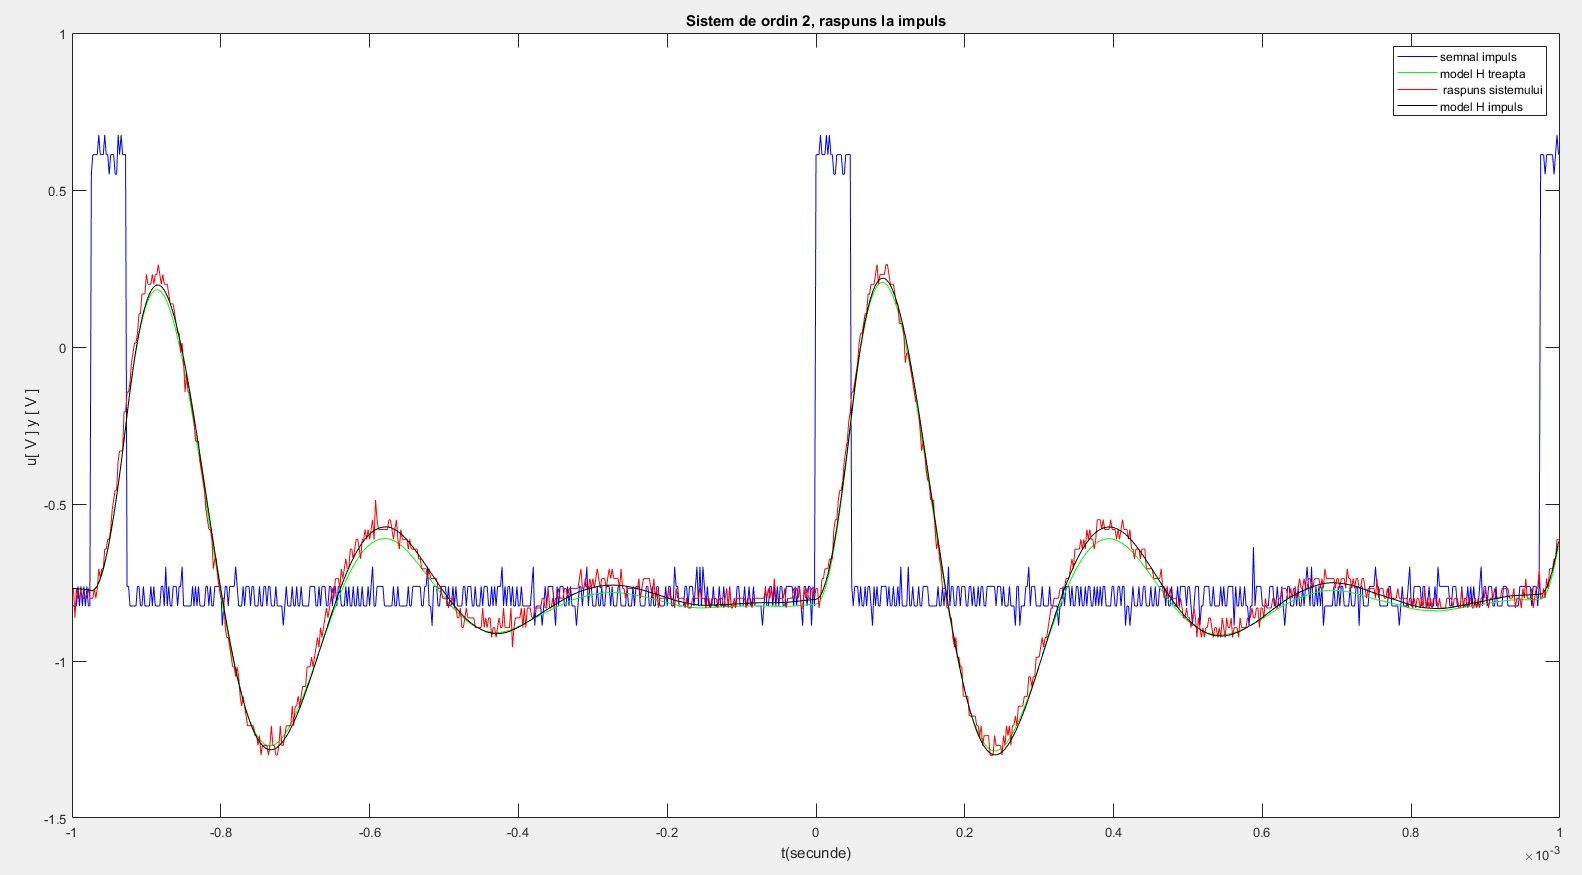 Sistem de ordin 2, raspuns la impuls
semnal impuls
model H treapta
raspuns sistemului
model H impuls
1
0.5
0
-0.5
-1
-1.5
u[ V ] y [ V ]
-1 -0.8 -0.6 -0.4 -0.2 0 0.2 0.4 0.6 0.8 1
t(secunde)
×10-3